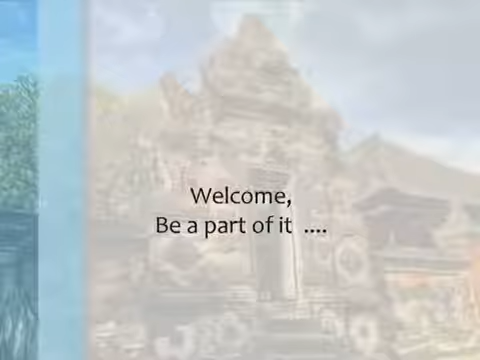 Welcome,
Be a part of it ....